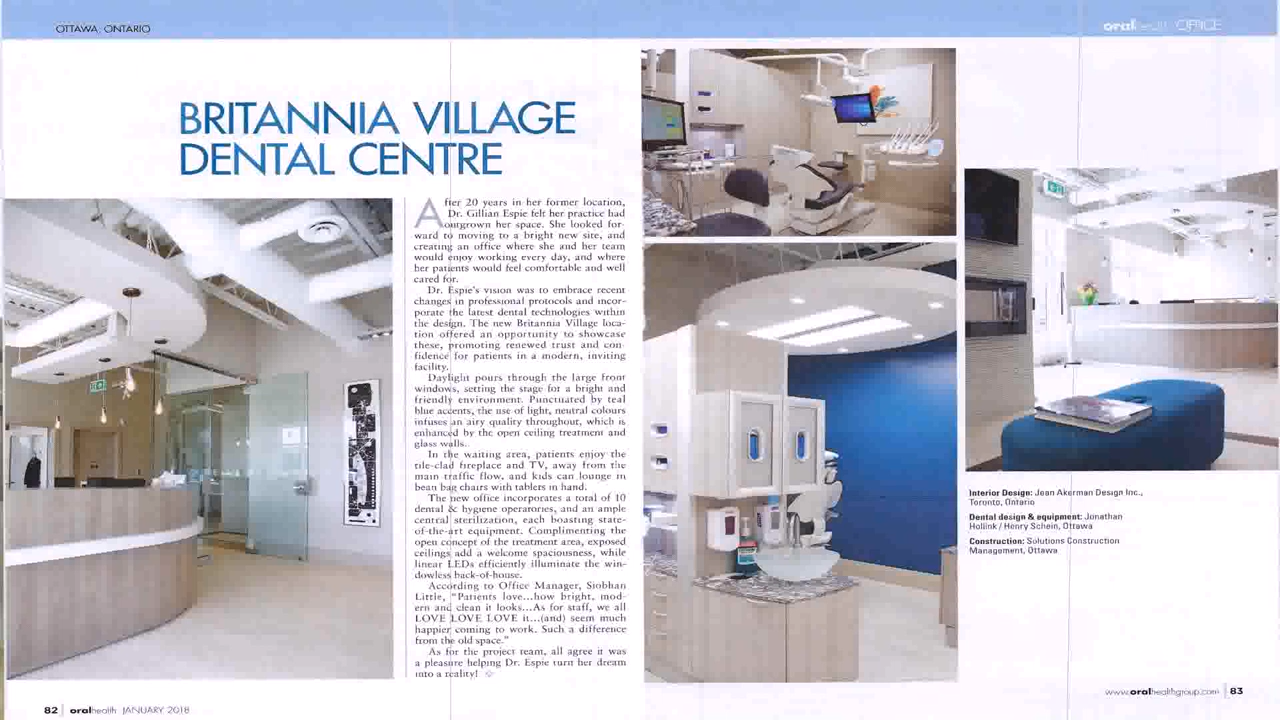 OTTAWA, ONTARIO
oralhealth OFFICE
BRITANNIA VILLAGE
DENTAL CENTRE
After 20 years in her former location,
Dr. Gillian Espie felt her practice had
outgrown her space. She looked for-
ward to moving to a bright new site, and
creating an office where she and her team
would enjoy working every day, and where
her patients would feel comfortable and well
cared for.
Dr. Espie's vision was to embrace recent
changes in professional protocols and incor-
porate the latest dental technologies within
the design. The new Britannia Village loca-
tion offered an opportunity to showcase
these, promoting renewed trust and con-
fidence for patients in a modern, inviting
facility.
Daylight pours through the large front
windows, setting the stage for a bright and
friendly environment. Punctuated by teal
blue accents, the use of light, neutral colours
infuses an airy quality throughout, which is
enhanced by the open ceiling treatment and
glass walls.
In the waiting area, patients enjoy the
tile-clad fireplace and TV, away from the
main traffic flow, and kids can lounge in
bean bag chairs with tablets in hand.
The new office incorporates a total of 10
dental & hygiene operatories, and an ample
central sterilization, each boasting state-
of-the-art equipment. Complimenting the
open concept of the treatment area, exposed
ceilings add a welcome spaciousness, while
linear LEDs efficiently illuminate the win-
dowless back-of-house.
According to Office Manager, Siobhan
Little, "Patients love...how bright, mod-
ern and clean it looks...As for staff, we all
LOVE LOVE LOVE it...(and) seem much
happier coming to work. Such a difference
from the old space."
As for the project team, all agree it was
a pleasure helping Dr. Espie turn her dream
into a reality!
Interior Design: Joan Akerman Design Inc.,
Toronto, Ontario
Dental design & equipment: Jonathan
Hollink / Henry Schein, Ottawa
Construction: Solutions Construction
Management, Ottawa
82 | oralhealth JANUARY 2018
www.oralhealthgroup.com | 83